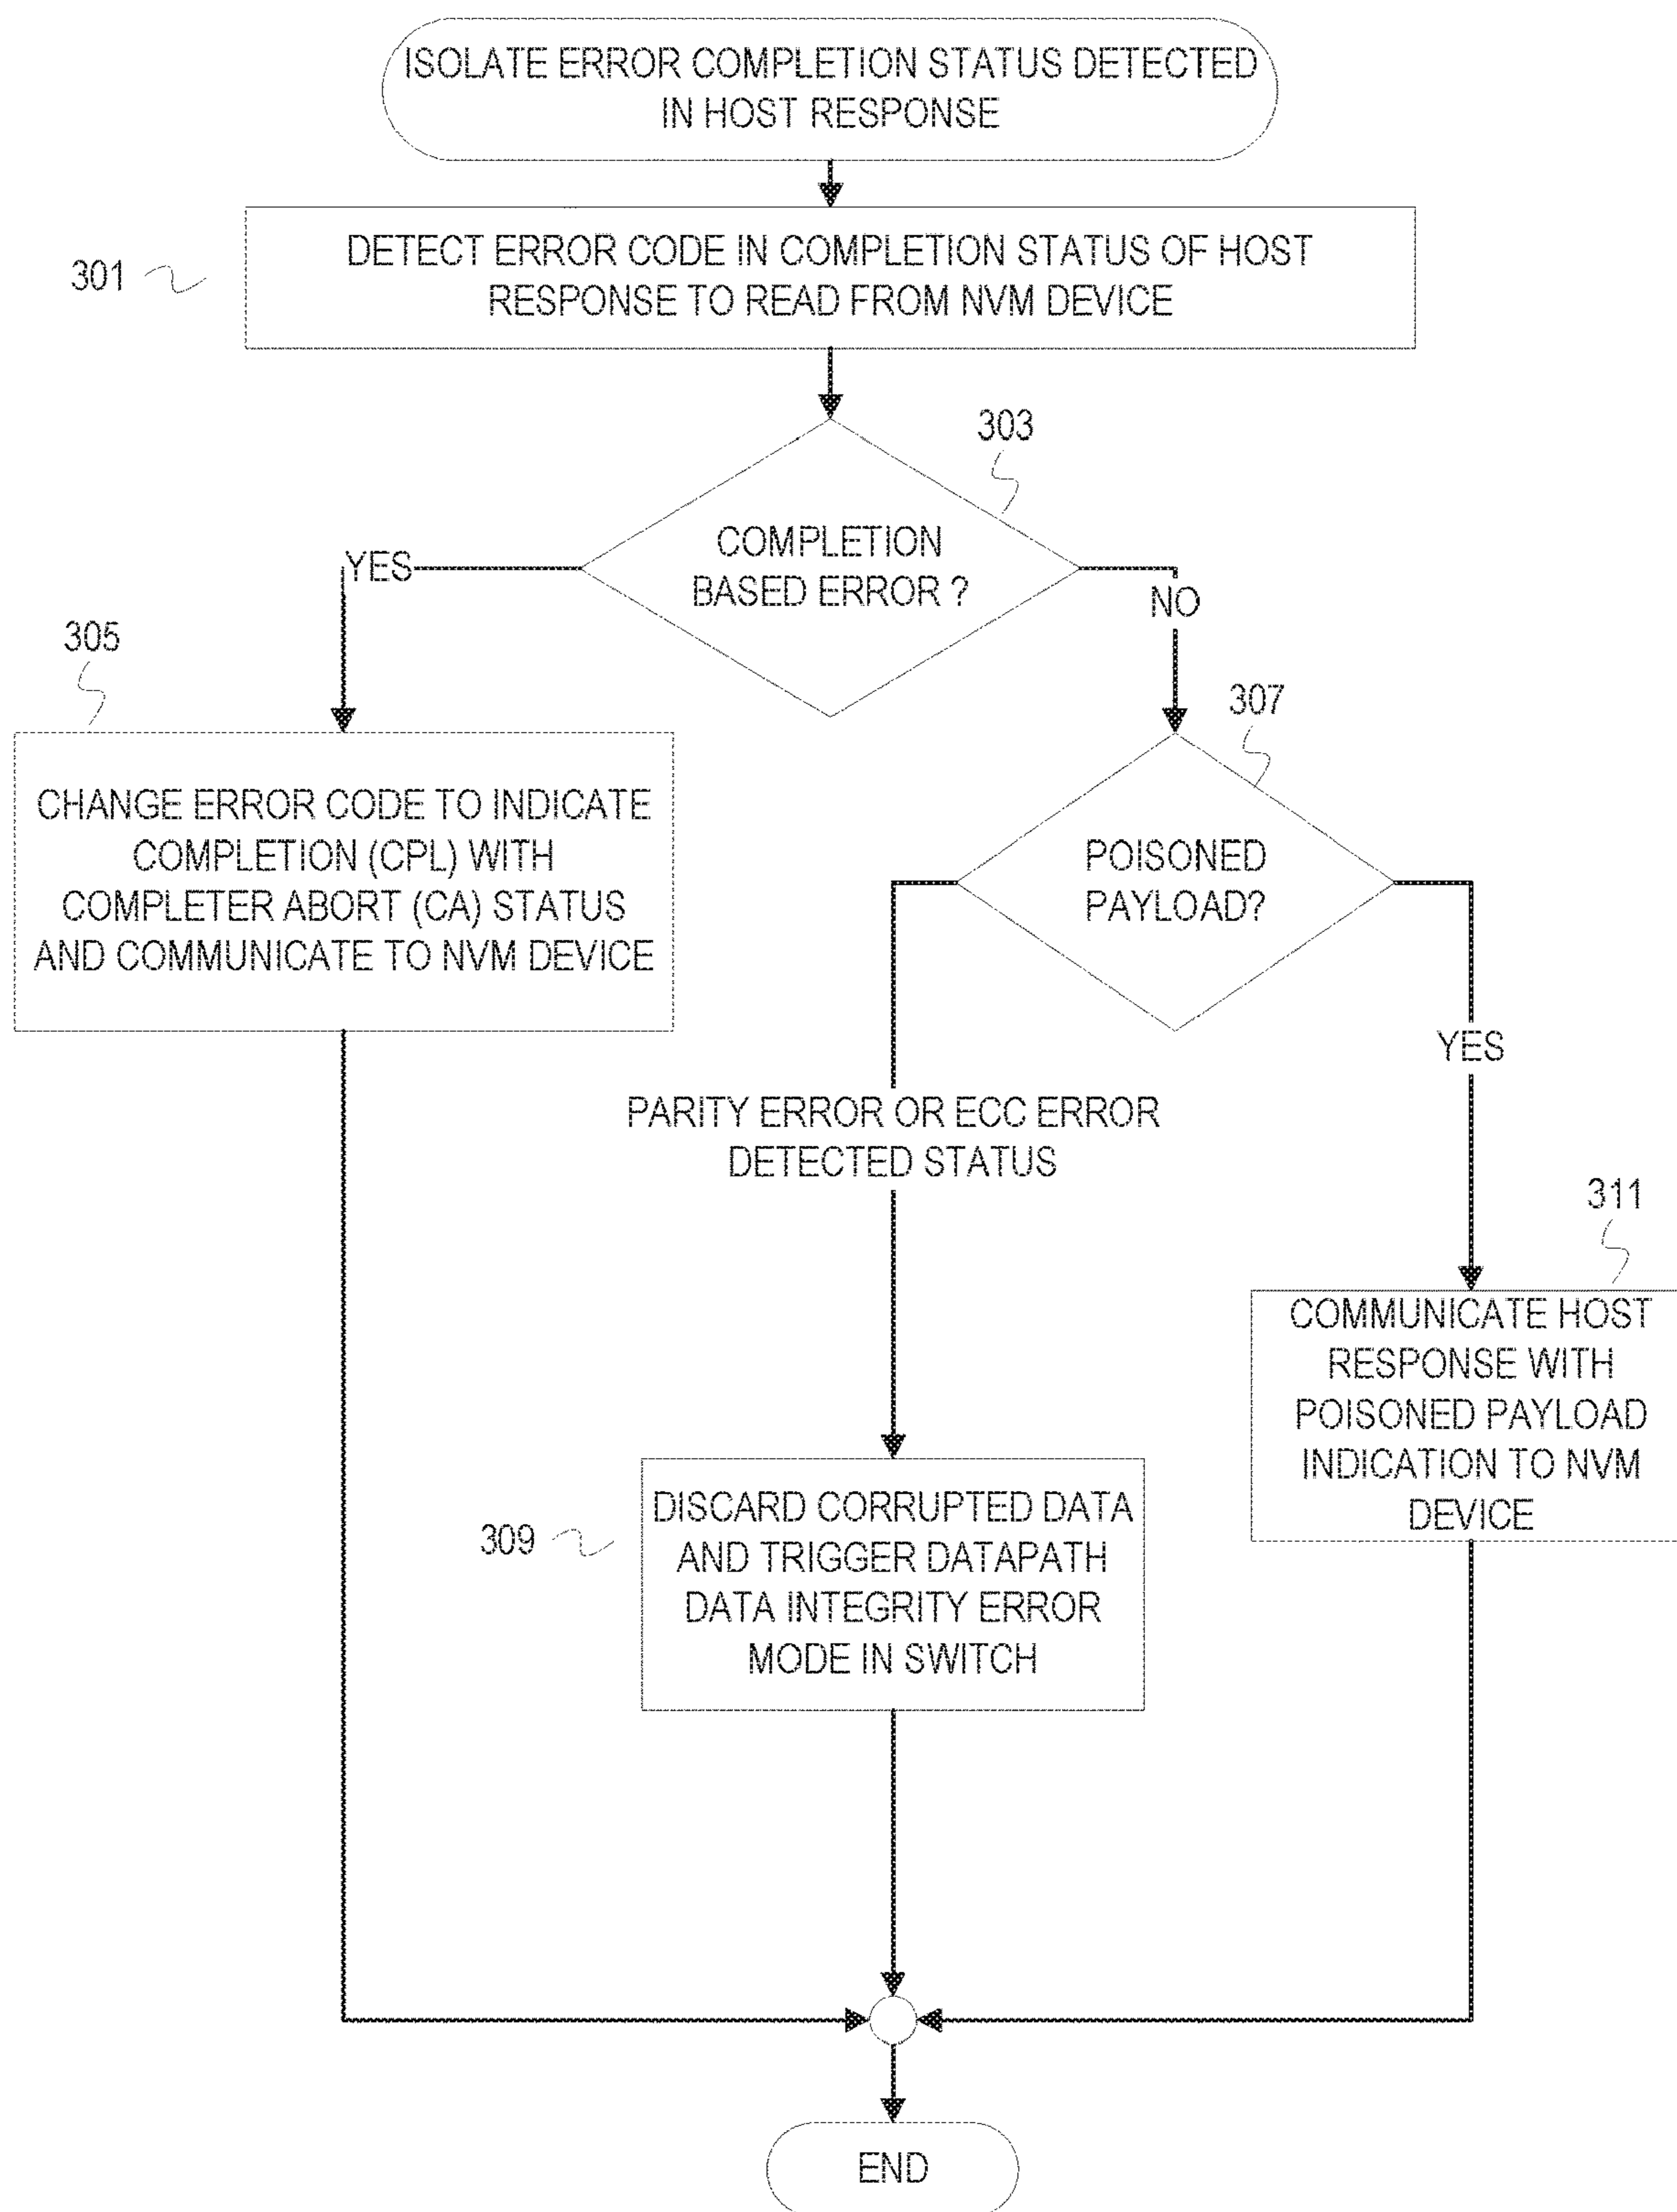 ISOLATE ERROR COMPLETION STATUS DETECTED
IN HOST RESPONSE
301
DETECT ERROR CODE IN COMPLETION STATUS OF HOST
RESPONSE TO READ FROM NVM DEVICE
303
COMPLETION
BASED ERROR ?
YES
NO
305
CHANGE ERROR CODE TO INDICATE
COMPLETION (CPL) WITH
COMPLETER ABORT (CA) STATUS
AND COMMUNICATE TO NVM DEVICE
307
POISONED
PAYLOAD?
YES
PARITY ERROR OR ECC ERROR
DETECTED STATUS
311
COMMUNICATE HOST
RESPONSE WITH
POISONED PAYLOAD
INDICATION TO NVM
DEVICE
309
DISCARD CORRUPTED DATA
AND TRIGGER DATAPATH
DATA INTEGRITY ERROR
MODE IN SWITCH
END